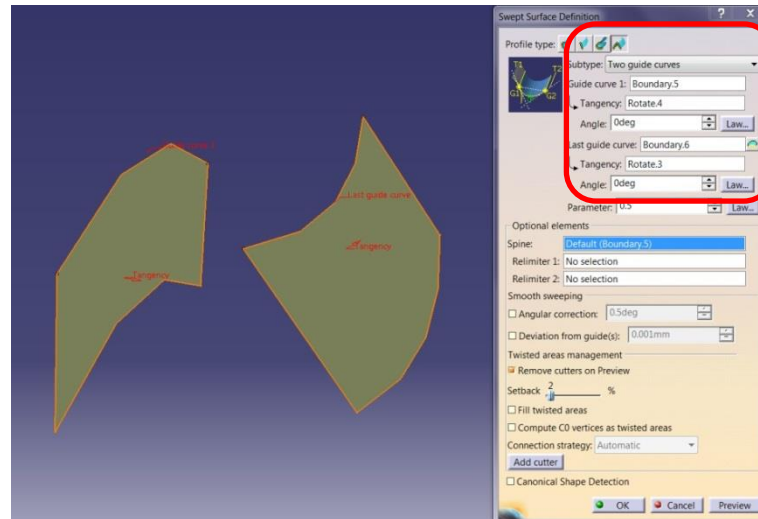 Swept Surface Definition
? X
Profile type:
T1 T2
G1 G2
Subtype: Two guide curves
Guide curve 1: Boundary.5
Tangency: Rotate.4
Angle: 0deg Law...
Last guide curve: Boundary.6
Tangency: Rotate.3
Angle: 0deg Law...
Parameter: 0.5 Law...
Optional elements
Spine: Default (Boundary.5)
Relimiter 1: No selection
Relimiter 2: No selection
Smooth sweeping
Angular correction: 0.5deg
Deviation from guide(s): 0.001mm
Twisted areas management
Remove cutters on Preview
Setback 2 %
Fill twisted areas
Compute C0 vertices as twisted areas
Connection strategy: Automatic
Add cutter
Canonical Shape Detection
OK Cancel Preview
Last guide curve
Tangency
Tangency